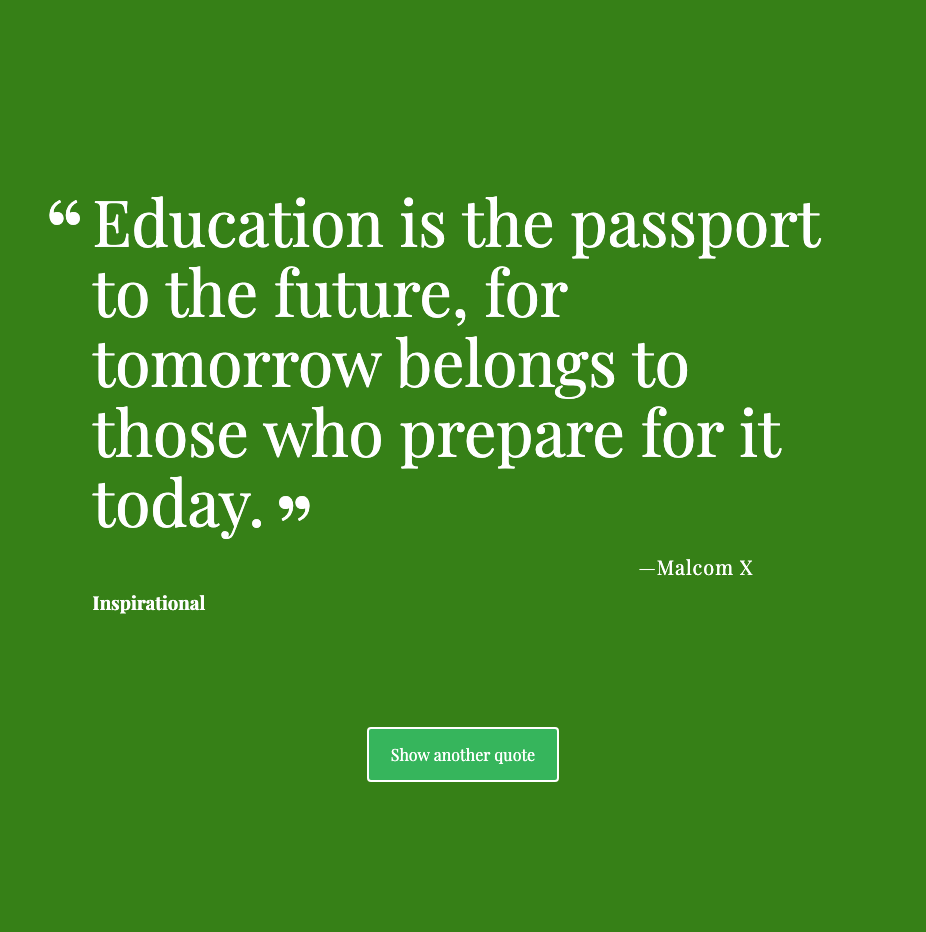 “Education is the passport
to the future, for
tomorrow belongs to
those who prepare for it
today.”
—Malcom X
Inspirational
Show another quote